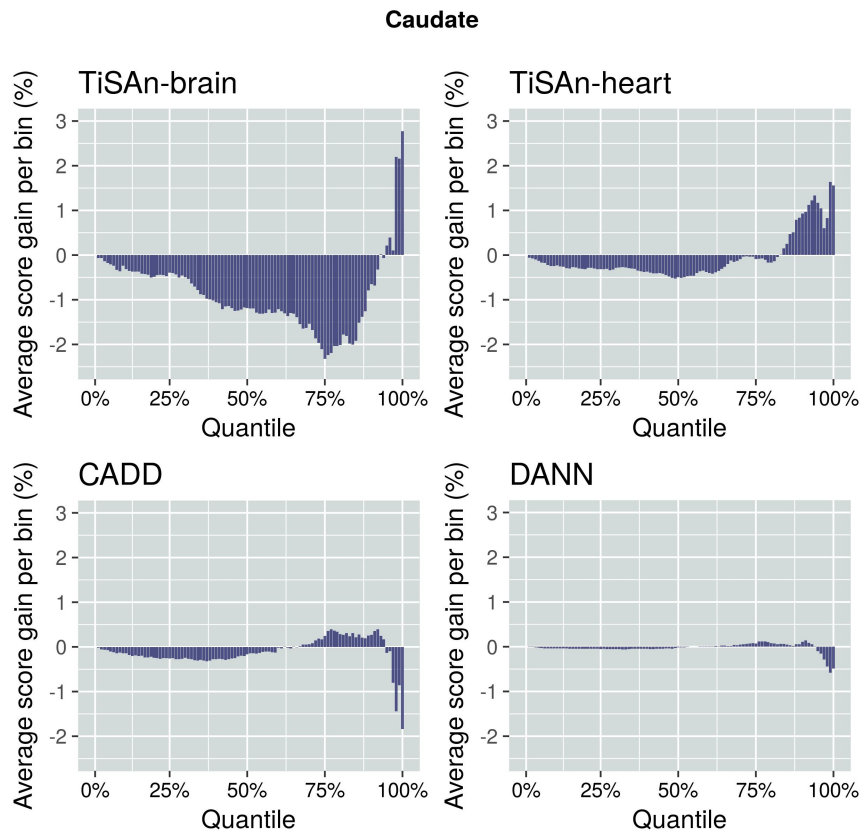 Caudate
TiSAn-brain
Average score gain per bin (%)
3
2
1
0
-1
-2
0% 25% 50% 75% 100%
Quantile
TiSAn-heart
Average score gain per bin (%)
3
2
1
0
-1
-2
0% 25% 50% 75% 100%
Quantile
CADD
Average score gain per bin (%)
3
2
1
0
-1
-2
0% 25% 50% 75% 100%
Quantile
DANN
Average score gain per bin (%)
3
2
1
0
-1
-2
0% 25% 50% 75% 100%
Quantile